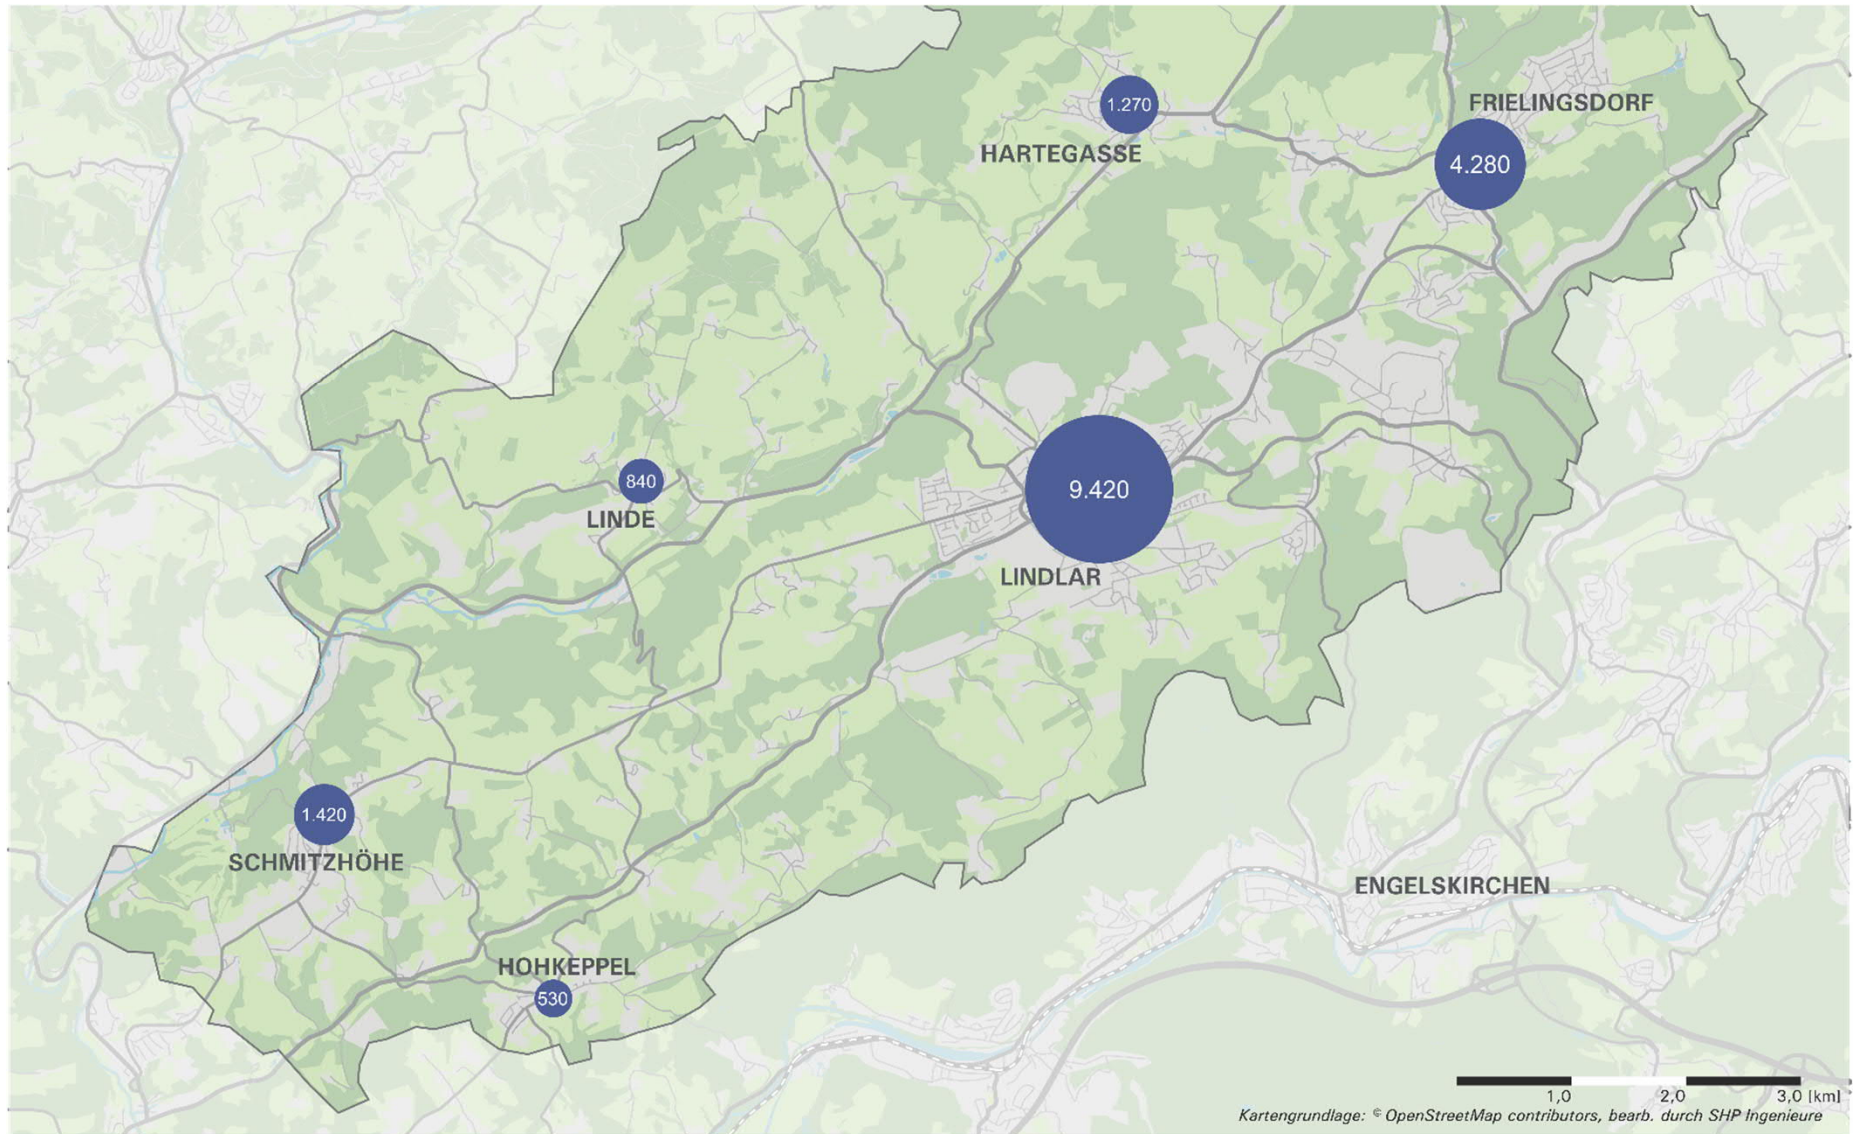 FRIELINGSDORF
1.270
HARTEGASSE
4.280
840
LINDE
9.420
LINDLAR
1.420
SCHMITZHÖHE
ENGELSKIRCHEN
HOHKEPPEL
530
1,0 2,0 3,0 [km]
Kartengrundlage: © OpenStreetMap contributors, bearb. durch SHP Ingenieure